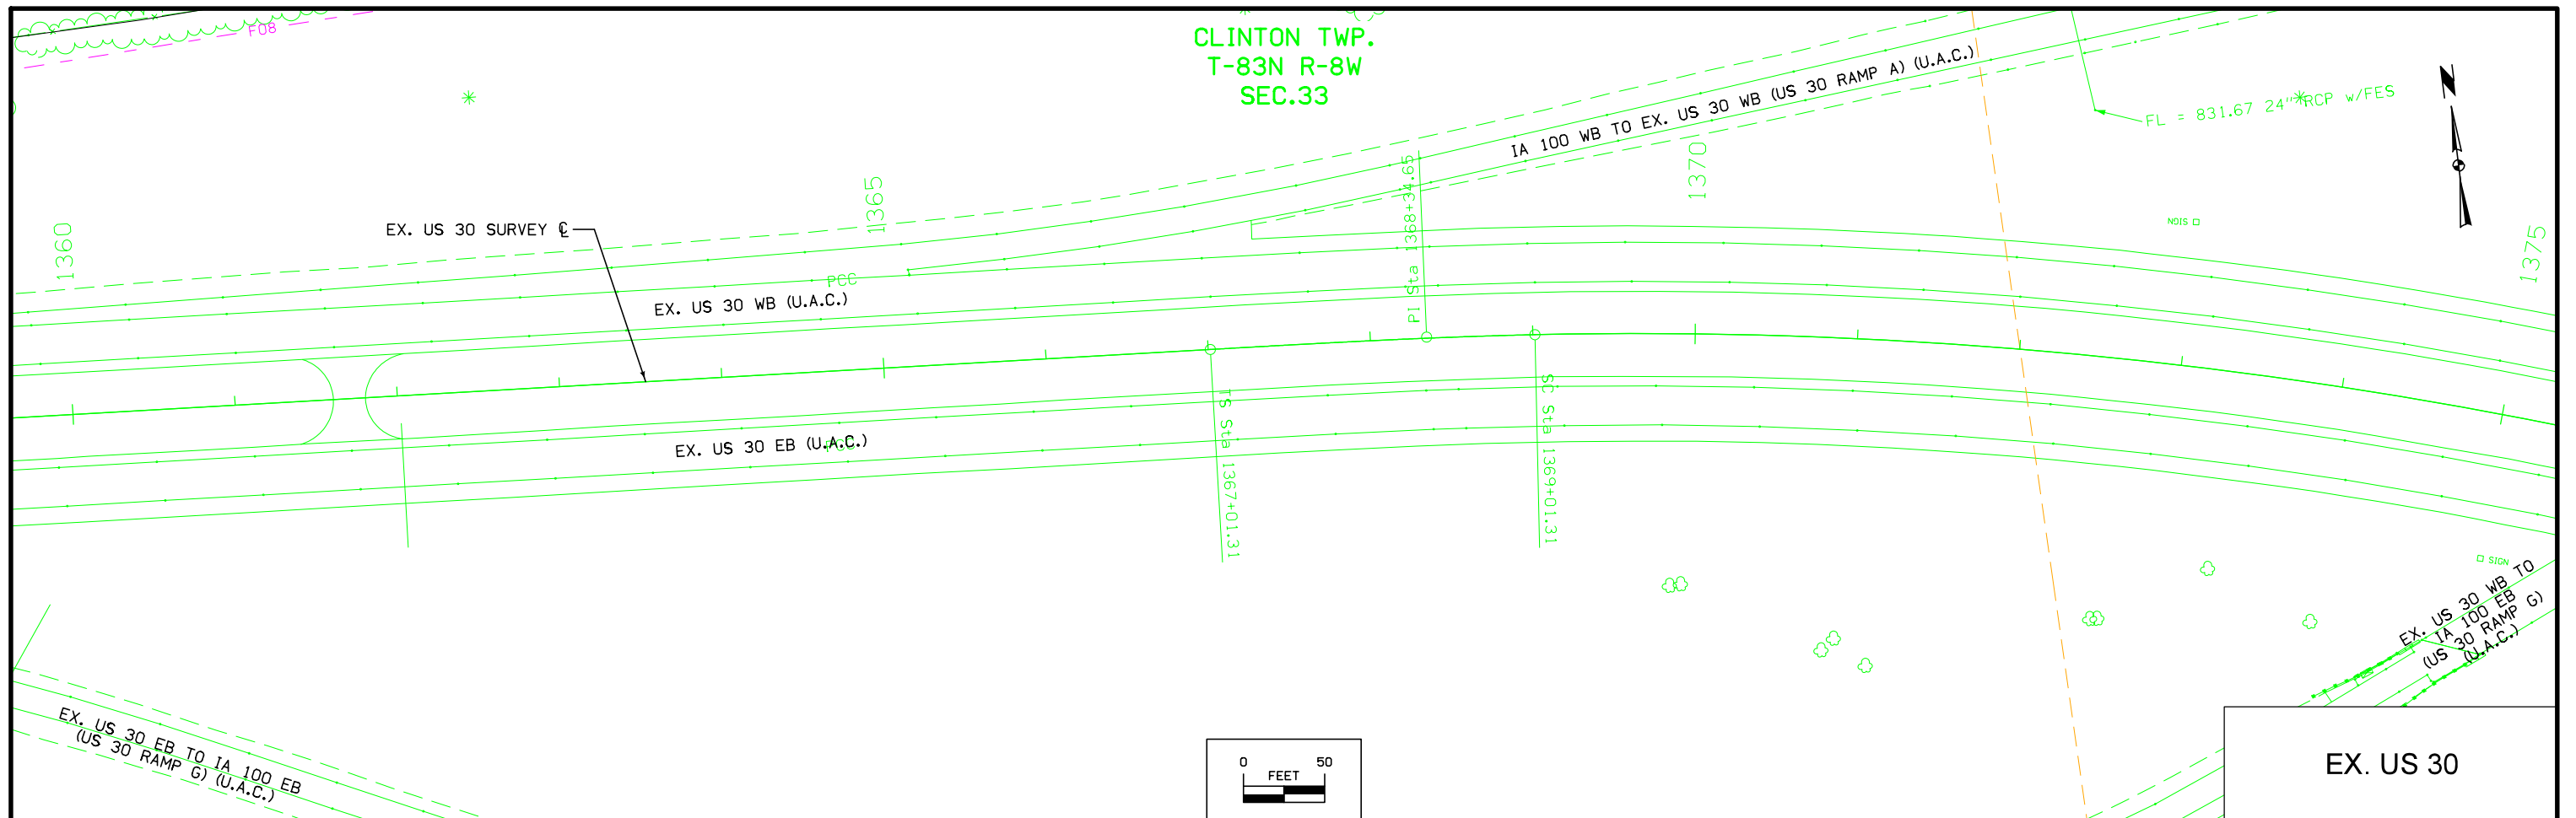 F08
CLINTON TWP.
T-83N R-8W
SEC.33
IA 100 WB TO EX. US 30 WB (US 30 RAMP A) (U.A.C.)
FL = 831.67 24" RCP w/FES
N
1360
1365
1370
1375
EX. US 30 SURVEY ℄
PI Sta 1368+34.65
SIGN
PCC
EX. US 30 WB (U.A.C.)
EX. US 30 EB (U.A.C.)
PCC
TS Sta 1367+01.31
SC Sta 1369+01.31
SIGN
EX. US 30 WB TO
IA 100 EB
(US 30 RAMP G)
(U.A.C.)
EX. US 30 EB TO IA 100 EB
(US 30 RAMP G) (U.A.C.)
0 50
FEET
EX. US 30